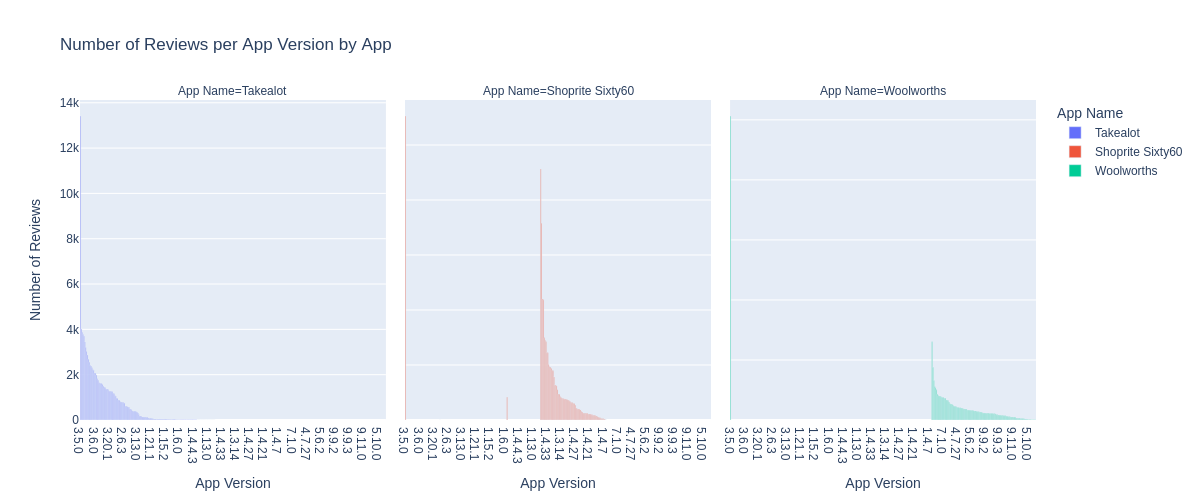 Number of Reviews per App Version by App
App Name=Takealot
App Name=Shoprite Sixty60
App Name=Woolworths
App Name
Takealot
Shoprite Sixty60
Woolworths
Number of Reviews
14k
12k
10k
8k
6k
4k
2k
0
3.5.0 3.6.0 3.20.1 2.6.3 3.13.0 1.21.1 1.15.2 1.6.0 1.4.4.3 1.13.0 1.4.33 1.3.14 1.4.27 1.4.21 1.4.7 7.1.0 4.7.27 5.6.2 9.9.2 9.9.3 9.11.0 5.10.0
3.5.0 3.6.0 3.20.1 2.6.3 3.13.0 1.21.1 1.15.2 1.6.0 1.4.4.3 1.13.0 1.4.33 1.3.14 1.4.27 1.4.21 1.4.7 7.1.0 4.7.27 5.6.2 9.9.2 9.9.3 9.11.0 5.10.0
3.5.0 3.6.0 3.20.1 2.6.3 3.13.0 1.21.1 1.15.2 1.6.0 1.4.4.3 1.13.0 1.4.33 1.3.14 1.4.27 1.4.21 1.4.7 7.1.0 4.7.27 5.6.2 9.9.2 9.9.3 9.11.0 5.10.0
App Version
App Version
App Version